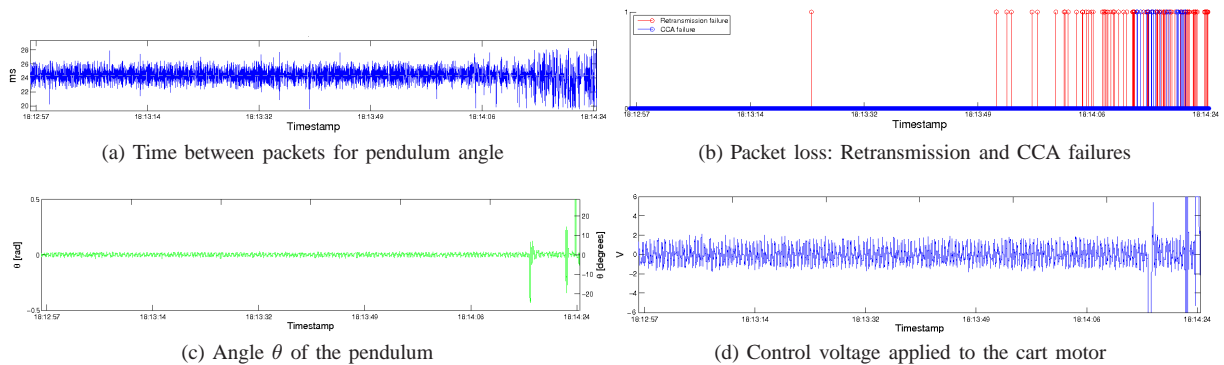 28
26
24
22
20
ms
18:12:57 18:13:14 18:13:32 18:13:49 18:14:06 18:14:24
Timestamp
(a) Time between packets for pendulum angle
1
0
Retransmission failure
CCA failure
18:12:57 18:13:14 18:13:32 18:13:49 18:14:06 18:14:24
Timestamp
(b) Packet loss: Retransmission and CCA failures
0.5
0
−0.5
θ [rad]
20
10
0
−10
−20
θ [degrees]
18:12:57 18:13:14 18:13:32 18:13:49 18:14:06 18:14:24
Timestamp
(c) Angle θ of the pendulum
6
4
2
0
−2
−4
−6
V
18:12:57 18:13:14 18:13:32 18:13:49 18:14:06 18:14:24
Timestamp
(d) Control voltage applied to the cart motor